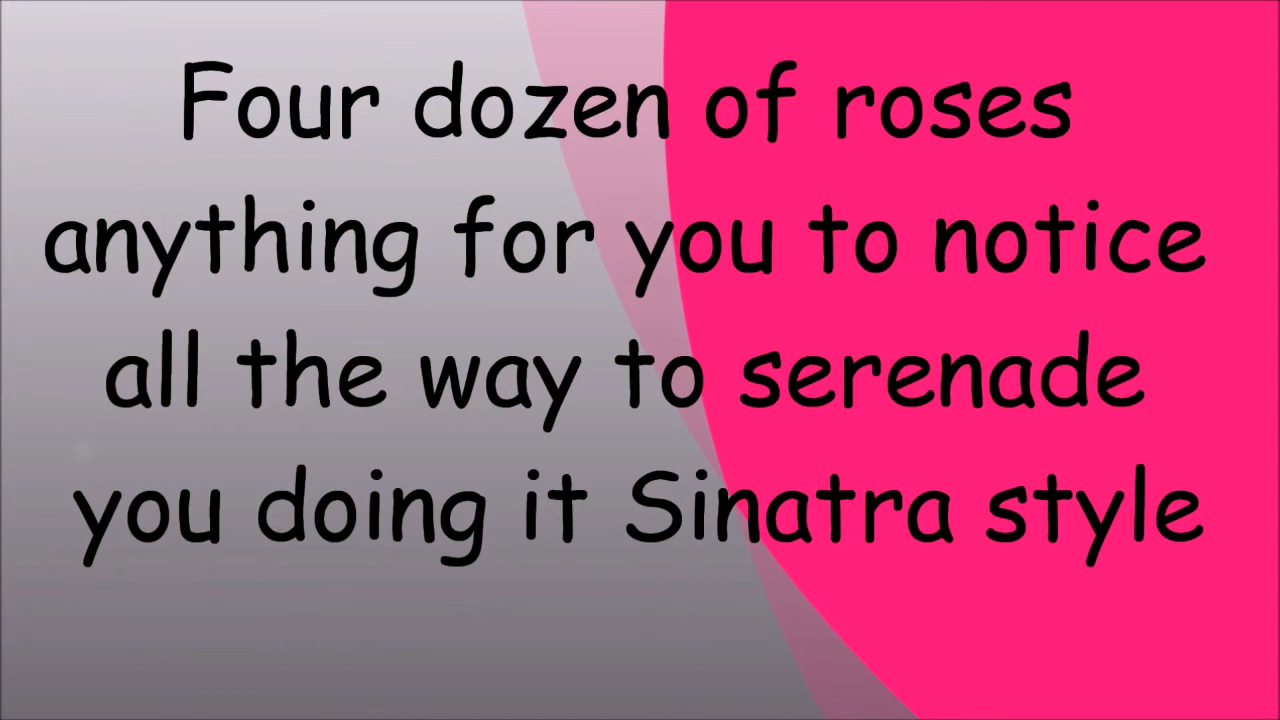 Four dozen of roses
anything for you to notice
all the way to serenade
you doing it Sinatra style